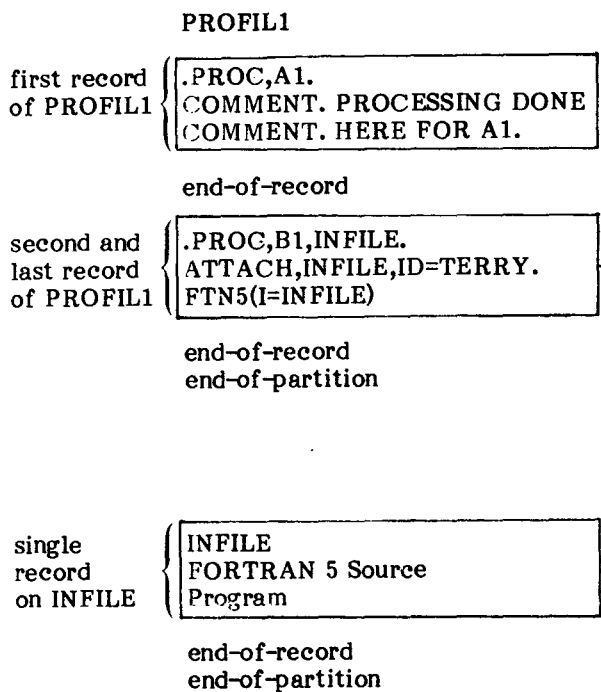 PROFIL1
first record
of PROFIL1
.PROC,A1.
COMMENT. PROCESSING DONE
COMMENT. HERE FOR A1.
end-of-record
second and
last record
of PROFIL1
.PROC,B1,INFILE.
ATTACH,INFILE,ID=TERRY.
FTN5(I=INFILE)
end-of-record
end-of-partition
single
record
on INFILE
INFILE
FORTRAN 5 Source
Program
end-of-record
end-of-partition